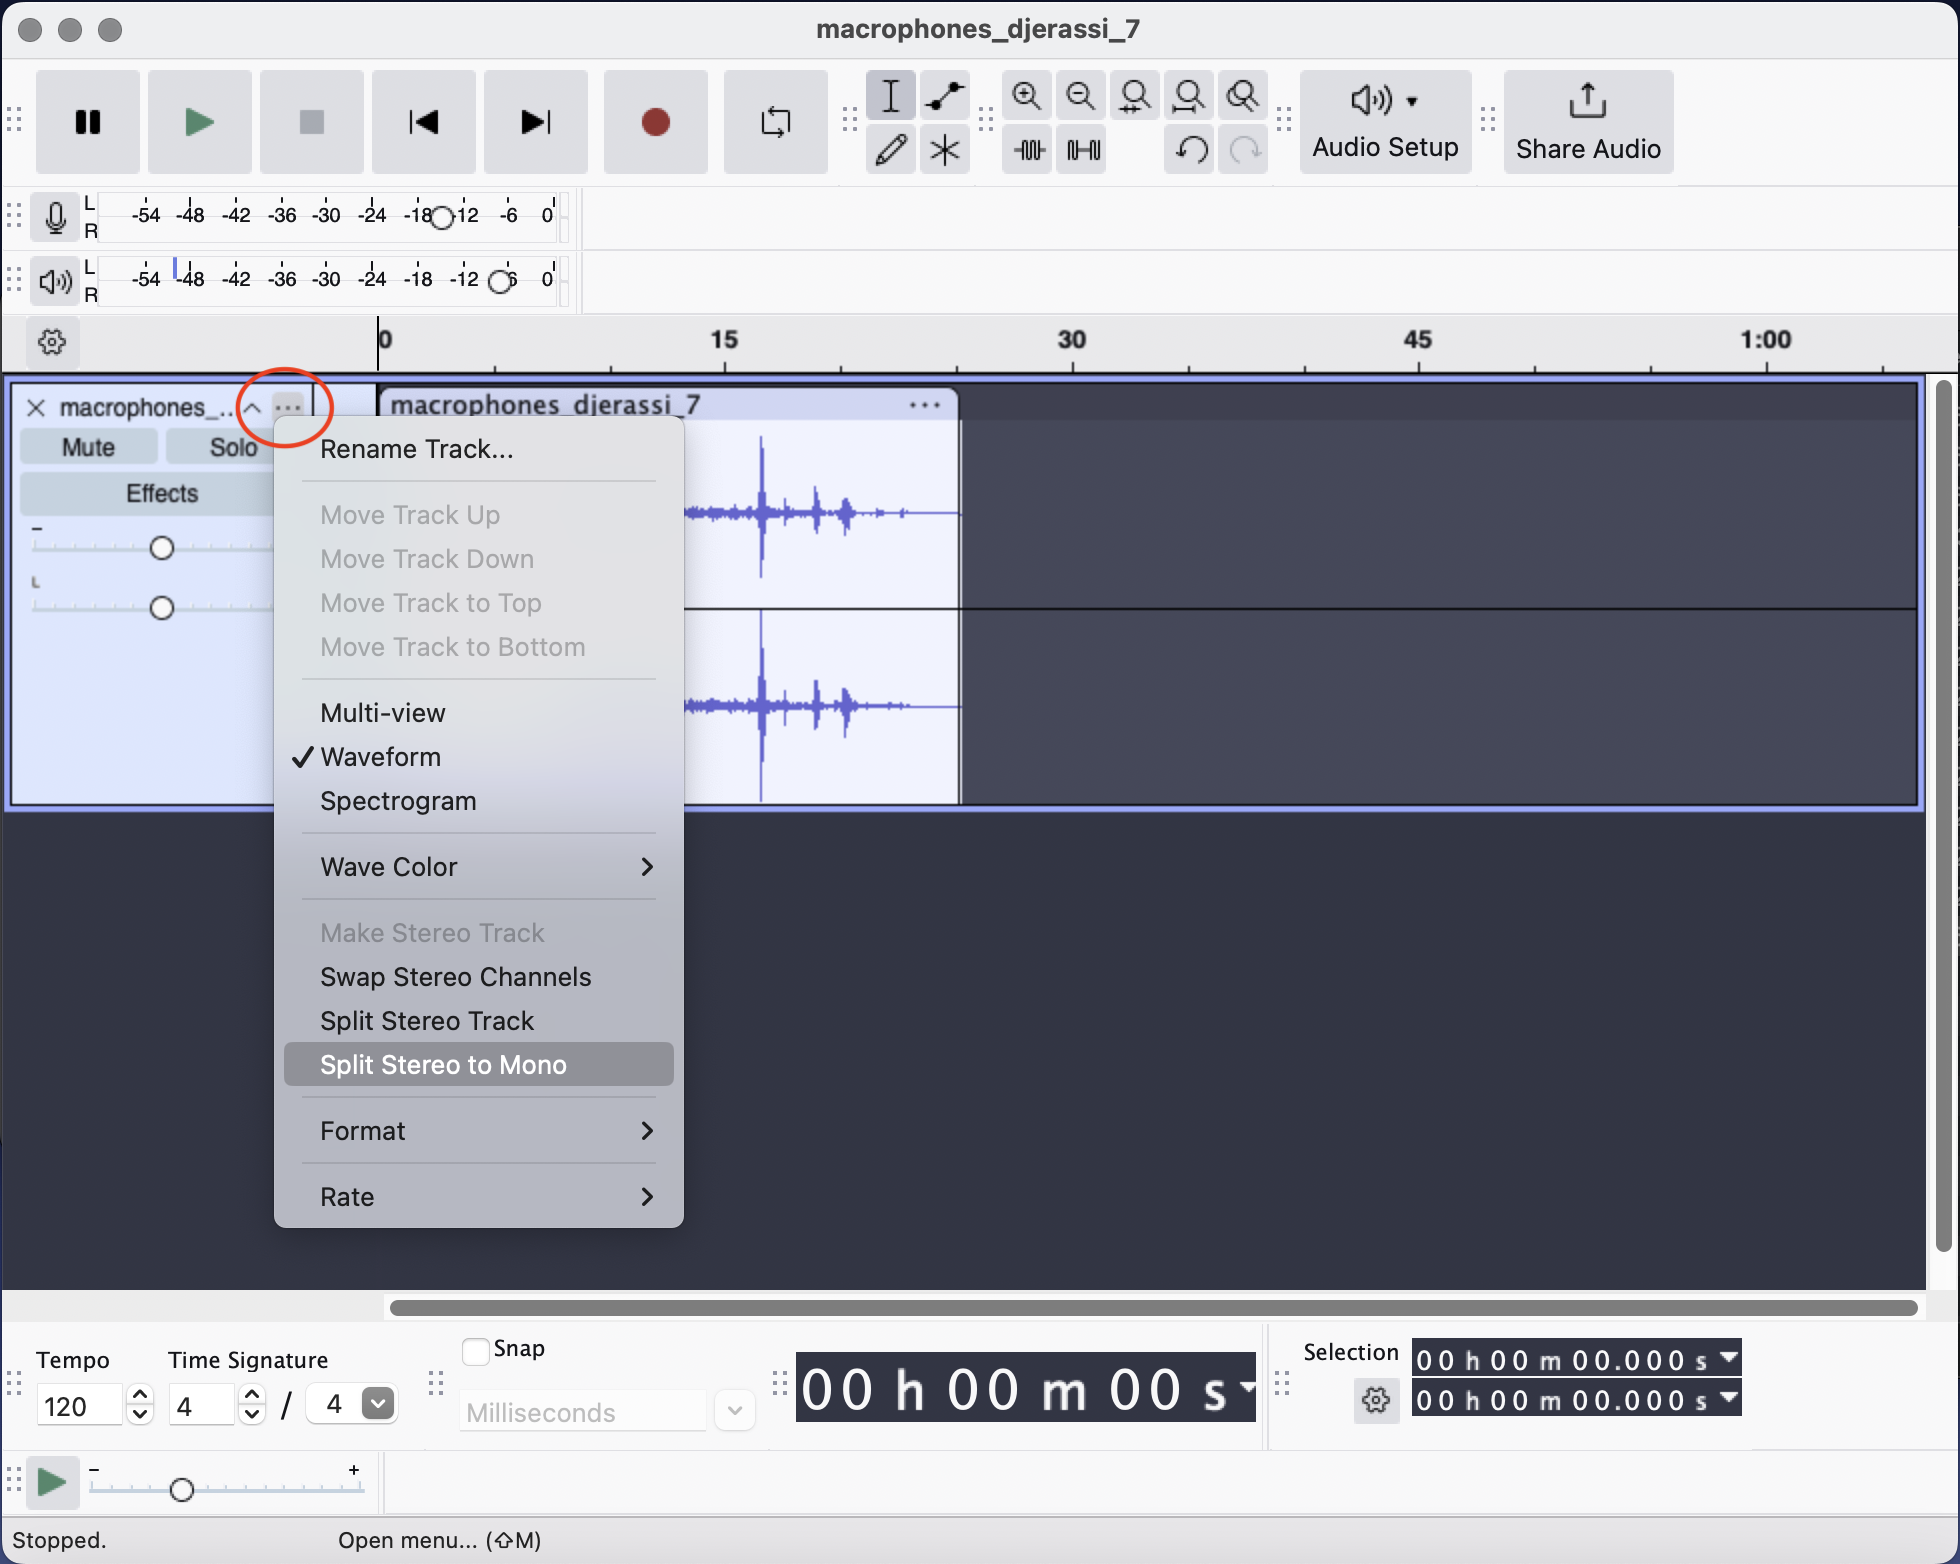 macrophones_djerassi_7
Audio Setup
Share Audio
L
R
-54 -48 -42 -36 -30 -24 -18 -12 -6 0
L
R
-54 -48 -42 -36 -30 -24 -18 -12 -6 0
0 15 30 45 1:00
macrophones_...
macrophones_djerassi_7
Mute Solo
Effects
-
L
Rename Track...
Move Track Up
Move Track Down
Move Track to Top
Move Track to Bottom
Multi-view
Waveform
Spectrogram
Wave Color
Make Stereo Track
Swap Stereo Channels
Split Stereo Track
Split Stereo to Mono
Format
Rate
Tempo
120
Time Signature
4 / 4
Snap
Milliseconds
00 h 00 m 00 s
Selection
00 h 00 m 00.000 s
00 h 00 m 00.000 s
- +
Stopped.
Open menu... (⇧M)